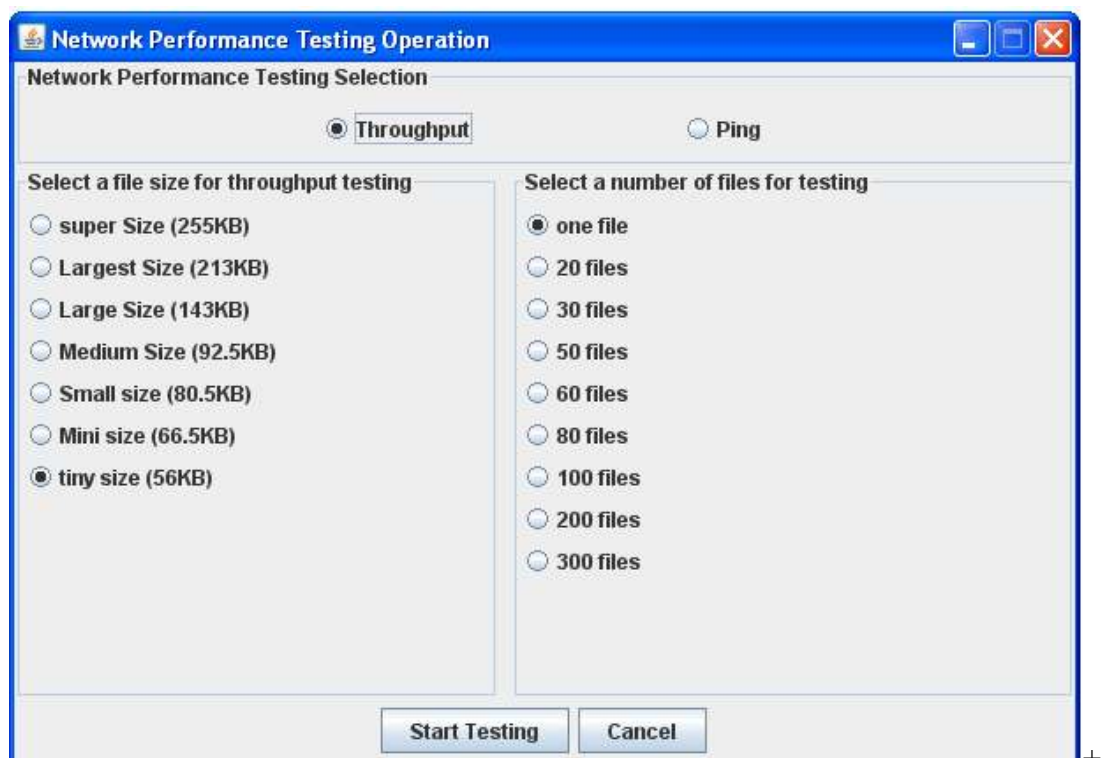 Network Performance Testing Operation
Network Performance Testing Selection
Throughput
Ping
Select a file size for throughput testing
super Size (255KB)
Largest Size (213KB)
Large Size (143KB)
Medium Size (92.5KB)
Small size (80.5KB)
Mini size (66.5KB)
tiny size (56KB)
Select a number of files for testing
one file
20 files
30 files
50 files
60 files
80 files
100 files
200 files
300 files
Start Testing
Cancel